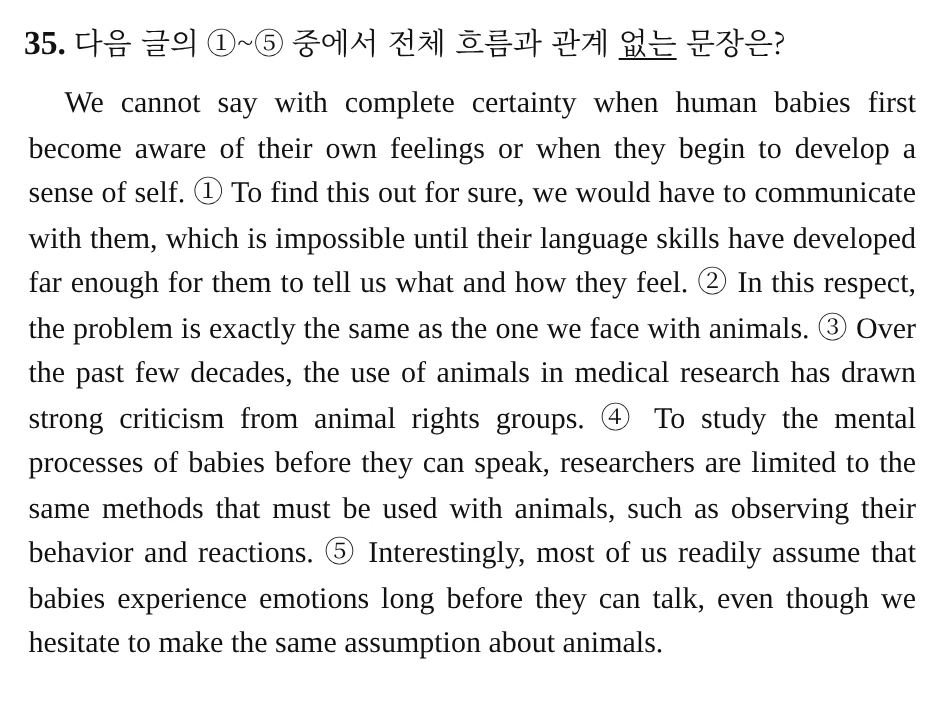 35. 다음 글의 ①~⑤ 중에서 전체 흐름과 관계 없는 문장은?
We cannot say with complete certainty when human babies first
become aware of their own feelings or when they begin to develop a
sense of self. ① To find this out for sure, we would have to communicate
with them, which is impossible until their language skills have developed
far enough for them to tell us what and how they feel. ② In this respect,
the problem is exactly the same as the one we face with animals. ③ Over
the past few decades, the use of animals in medical research has drawn
strong criticism from animal rights groups. ④ To study the mental
processes of babies before they can speak, researchers are limited to the
same methods that must be used with animals, such as observing their
behavior and reactions. ⑤ Interestingly, most of us readily assume that
babies experience emotions long before they can talk, even though we
hesitate to make the same assumption about animals.